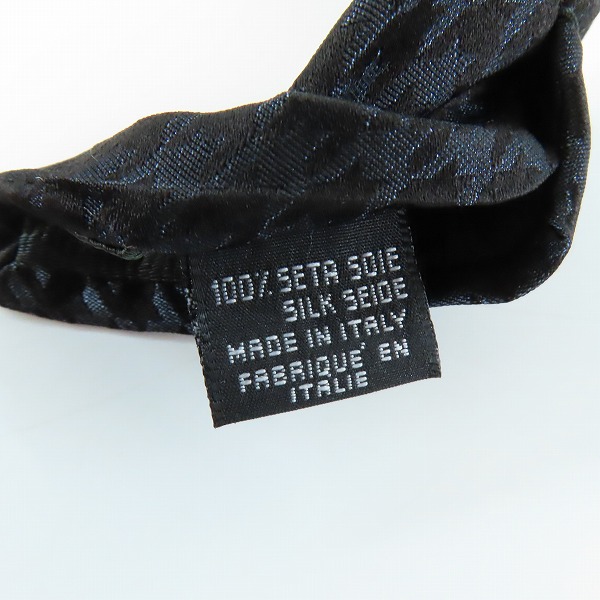 100% SETA SOIE
SILK SEIDE
MADE IN ITALY
FABRIQUE' EN
ITALIE